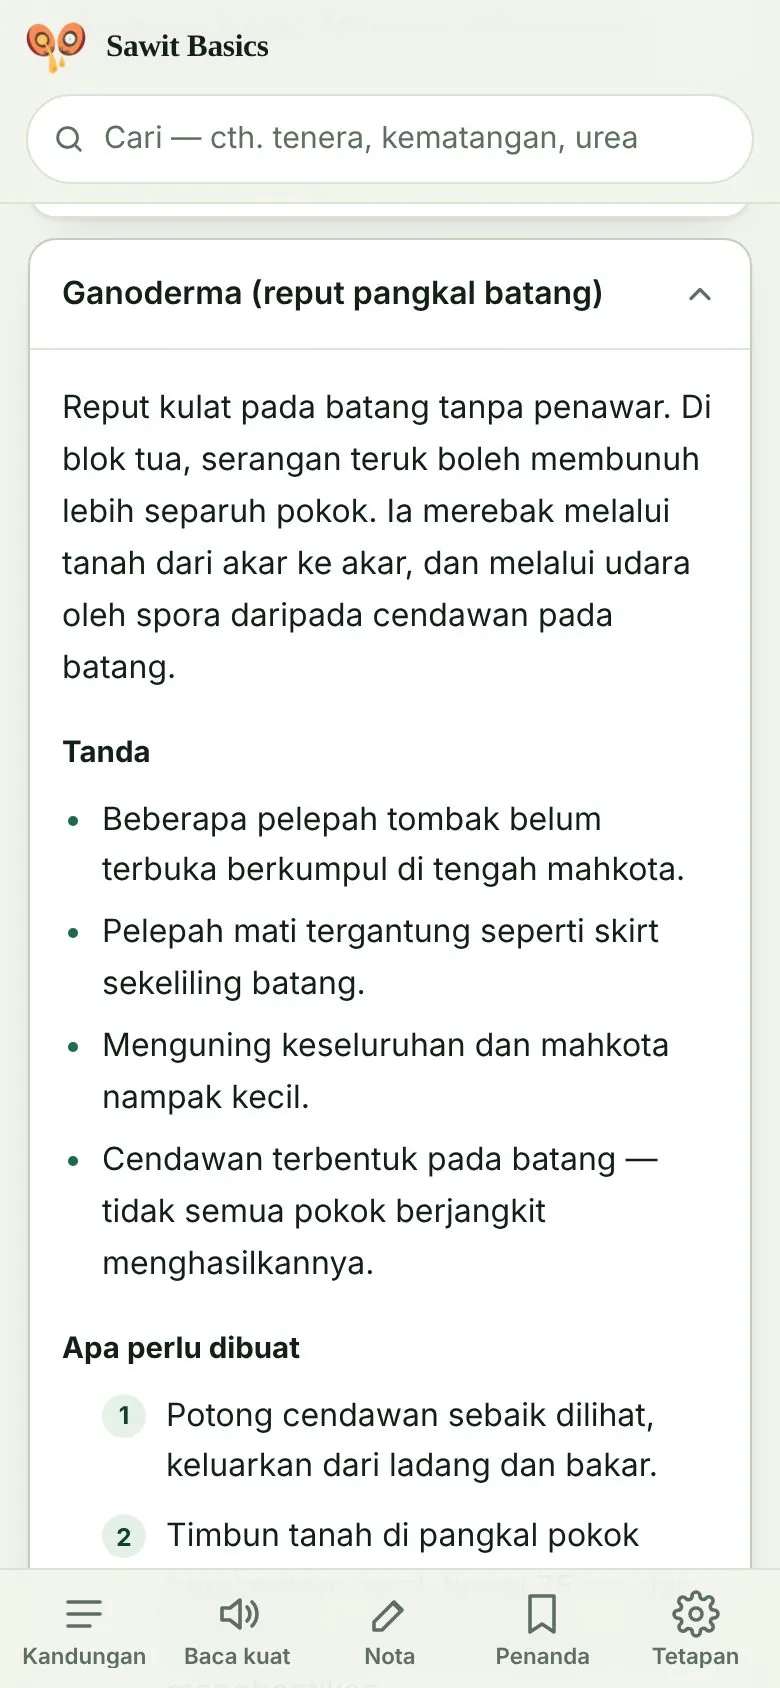 Sawit Basics
Cari — cth. tenera, kematangan, urea
Ganoderma (reput pangkal batang)
Reput kulat pada batang tanpa penawar. Di
blok tua, serangan teruk boleh membunuh
lebih separuh pokok. Ia merebak melalui
tanah dari akar ke akar, dan melalui udara
oleh spora daripada cendawan pada
batang.
Tanda
• Beberapa pelepah tombak belum
terbuka berkumpul di tengah mahkota.
• Pelepah mati tergantung seperti skirt
sekeliling batang.
• Menguning keseluruhan dan mahkota
nampak kecil.
• Cendawan terbentuk pada batang —
tidak semua pokok berjangkit
menghasilkannya.
Apa perlu dibuat
1 Potong cendawan sebaik dilihat,
keluarkan dari ladang dan bakar.
2 Timbun tanah di pangkal pokok
Kandungan Baca kuat Nota Penanda Tetapan